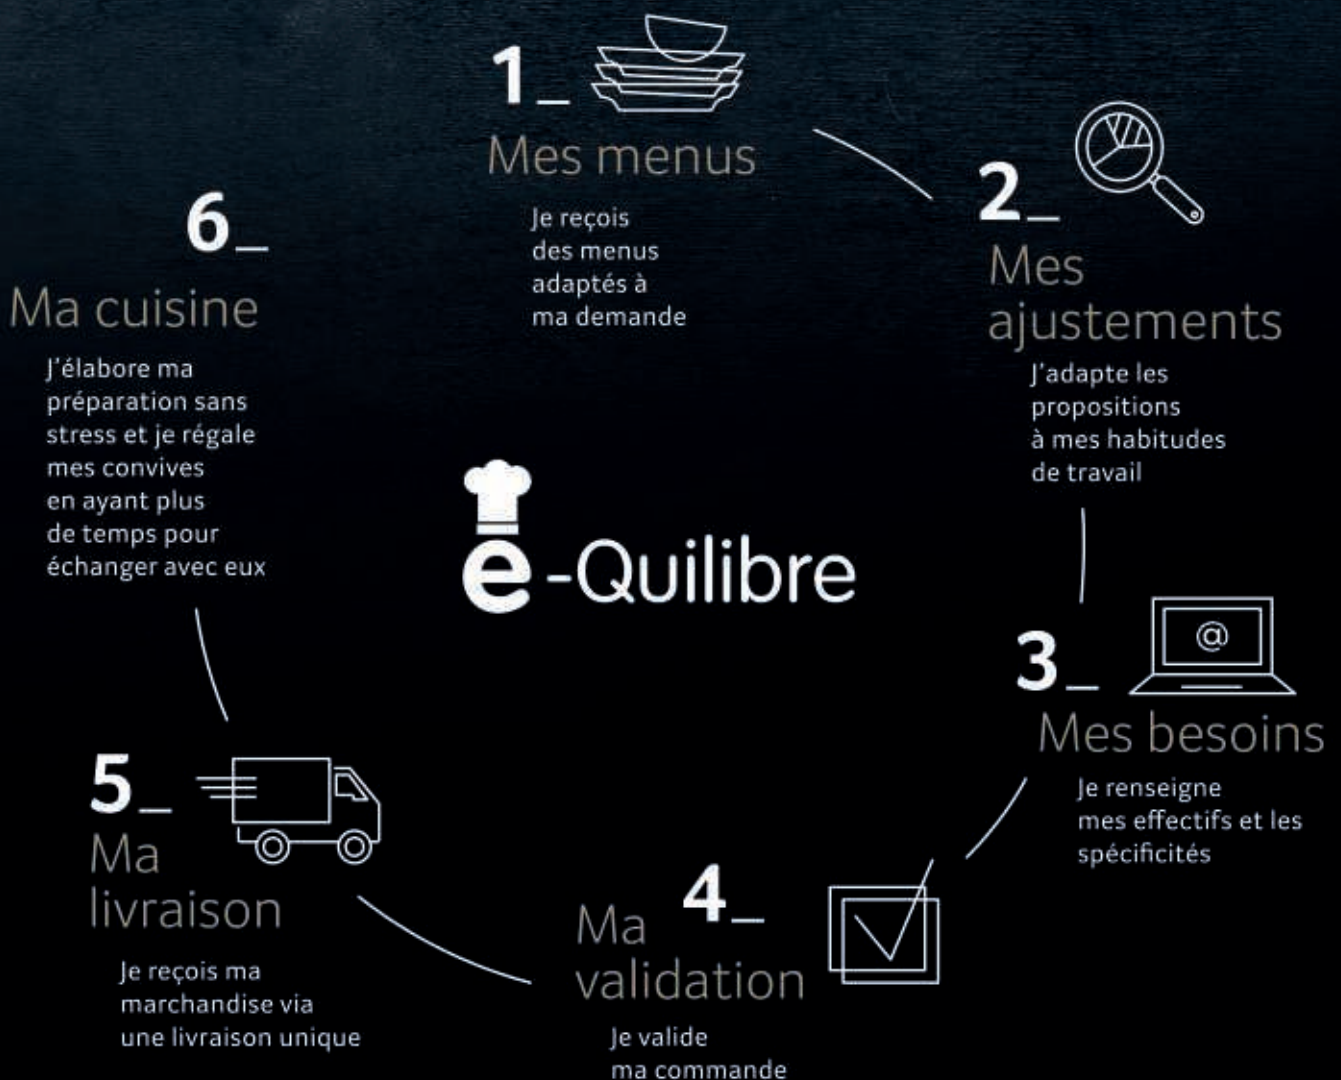 1_
Mes menus
Je reçois
des menus
adaptés à
ma demande
2_
Mes
ajustements
J'adapte les
propositions
à mes habitudes
de travail
3_
@
Mes besoins
Je renseigne
mes effectifs et les
spécificités
4_
Ma
validation
Je valide
ma commande
5_
Ma
livraison
Je reçois ma
marchandise via
une livraison unique
6_
Ma cuisine
J'élabore ma
préparation sans
stress et je régale
mes convives
en ayant plus
de temps pour
échanger avec eux
e-Quilibre